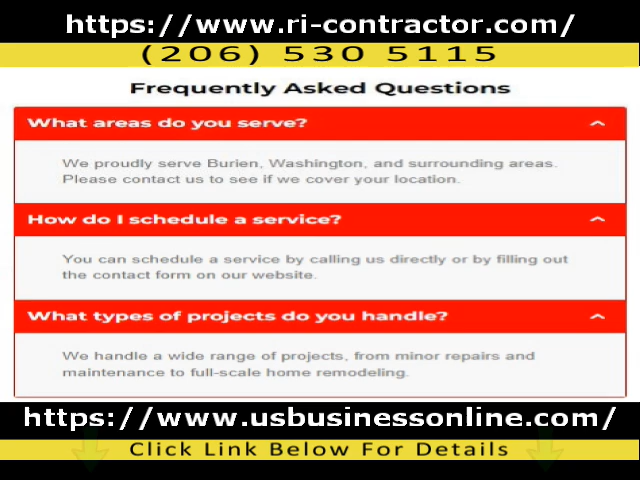 https://www.ri-contractor.com/
(206) 530 5115
Frequently Asked Questions
What areas do you serve?
We proudly serve Burien, Washington, and surrounding areas.
Please contact us to see if we cover your location.
How do I schedule a service?
You can schedule a service by calling us directly or by filling out
the contact form on our website.
What types of projects do you handle?
We handle a wide range of projects, from minor repairs and
maintenance to full-scale home remodeling.
https://www.usbusinessonline.com/
Click Link Below For Details